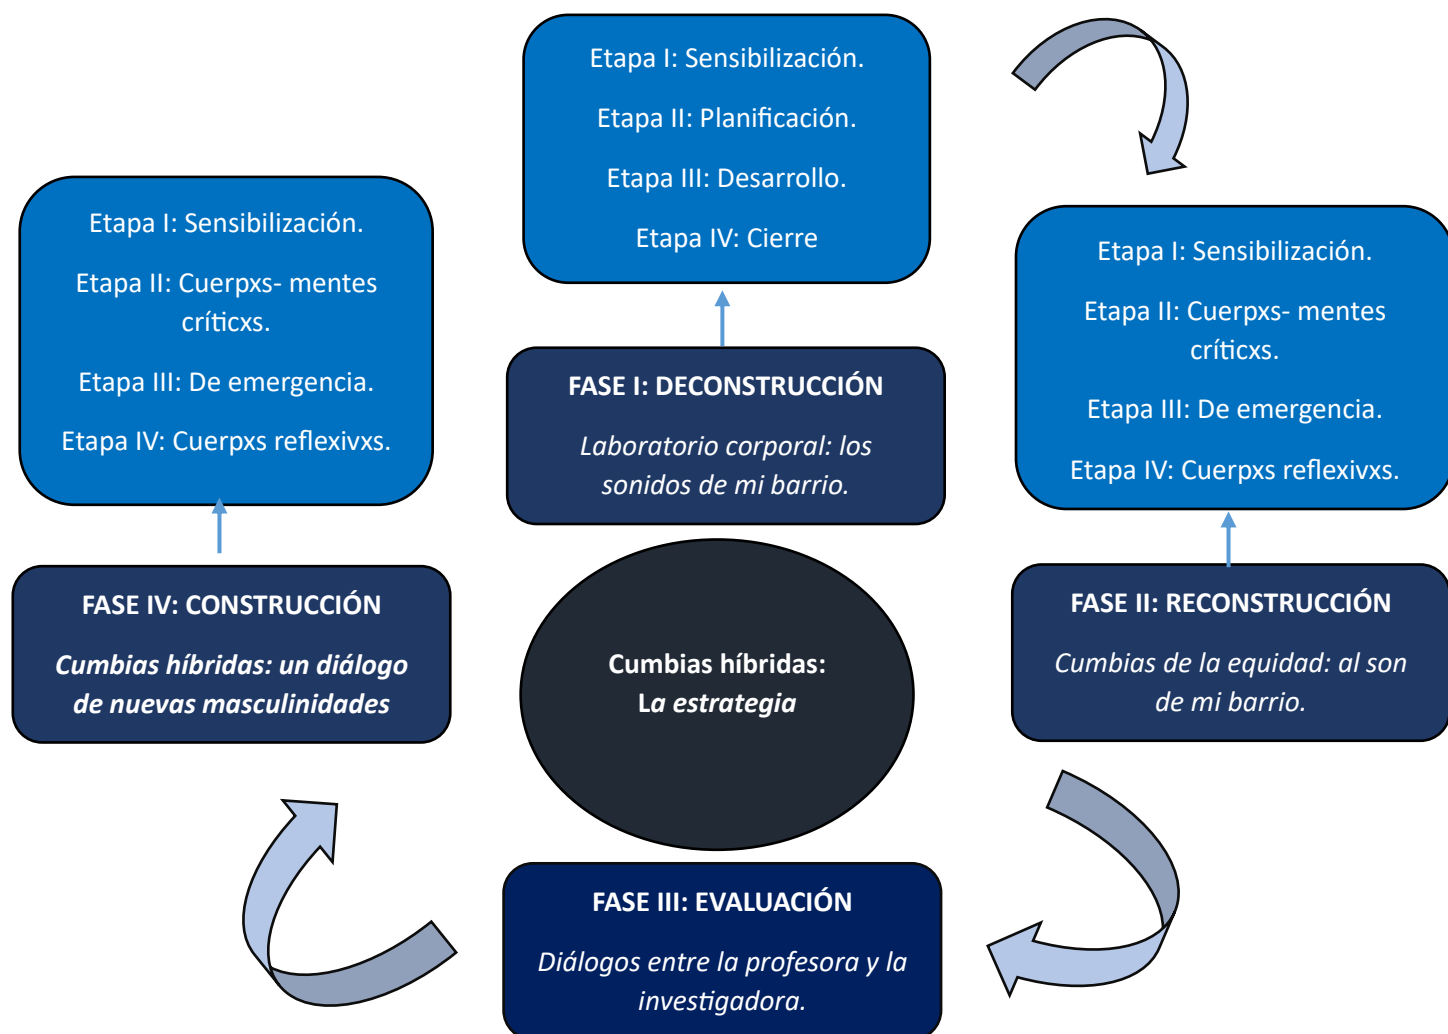 Etapa I: Sensibilización.
Etapa II: Planificación.
Etapa III: Desarrollo.
Etapa IV: Cierre
Etapa I: Sensibilización.
Etapa II: Cuerpxs- mentes
críticxs.
Etapa III: De emergencia.
Etapa IV: Cuerpxs reflexivxs.
Etapa I: Sensibilización.
Etapa II: Cuerpxs- mentes
críticxs.
Etapa III: De emergencia.
Etapa IV: Cuerpxs reflexivxs.
FASE I: DECONSTRUCCIÓN
Laboratorio corporal: los
sonidos de mi barrio.
FASE IV: CONSTRUCCIÓN
Cumbias híbridas: un diálogo
de nuevas masculinidades
Cumbias híbridas:
La estrategia
FASE II: RECONSTRUCCIÓN
Cumbias de la equidad: al son
de mi barrio.
FASE III: EVALUACIÓN
Diálogos entre la profesora y la
investigadora.